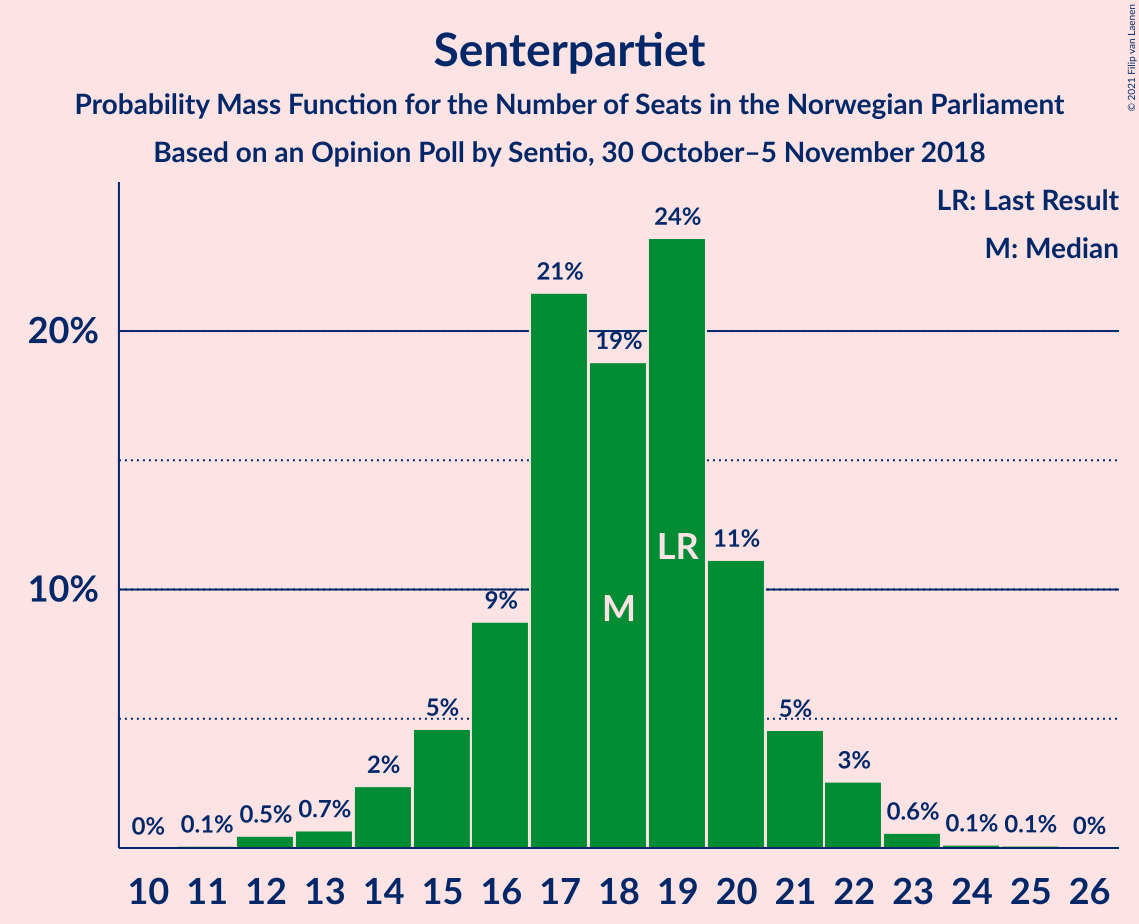 Senterpartiet
Probability Mass Function for the Number of Seats in the Norwegian Parliament
Based on an Opinion Poll by Sentio, 30 October–5 November 2018
© 2021 Filip van Laenen
LR: Last Result
M: Median
20%
10%
0%
0.1%
0.5%
0.7%
2%
5%
9%
21%
19%
24%
11%
5%
3%
0.6%
0.1%
0.1%
0%
LR
M
10 11 12 13 14 15 16 17 18 19 20 21 22 23 24 25 26